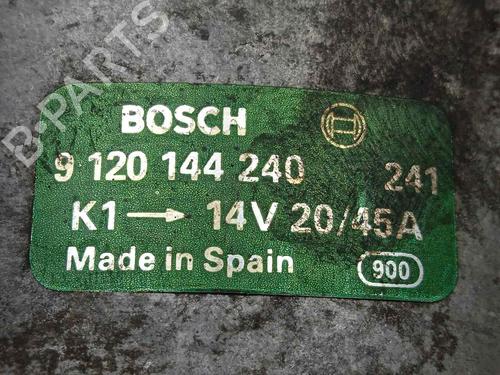 B-PARTS
BOSCH
9 120 144 240 241
K1 → 14V 20/45A
Made in Spain 900